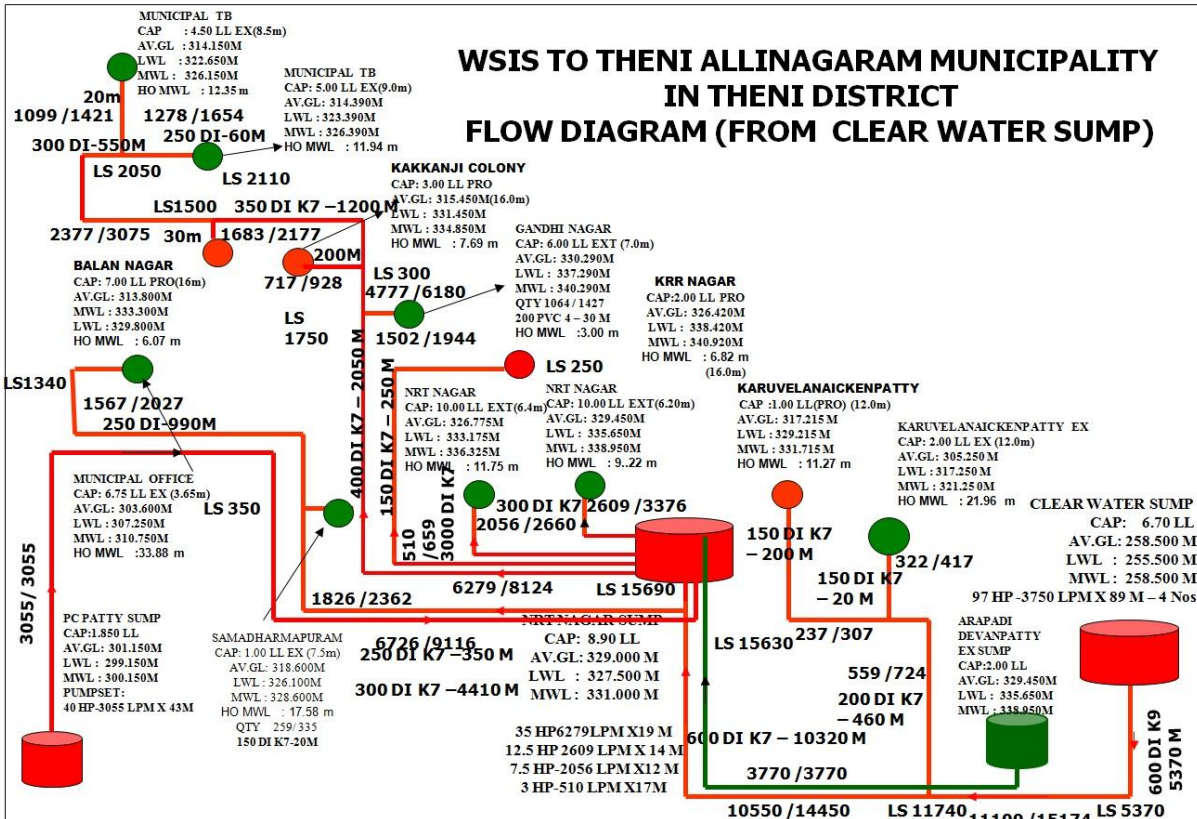 WSIS TO THENI ALLINAGARAM MUNICIPALITY
IN THENI DISTRICT
FLOW DIAGRAM (FROM CLEAR WATER SUMP)
MUNICIPAL TB
CAP : 4.50 LL EX(8.5m)
AV.GL : 314.150M
LWL : 322.650M
MWL : 326.150M
HO MWL : 12.35 m
20m
1099 /1421
1278 /1654
300 DI-550M
250 DI-60M
LS 2050
LS 2110
MUNICIPAL TB
CAP: 5.00 LL EX(9.0m)
AV.GL: 314.390M
LWL : 323.390M
MWL : 326.390M
HO MWL : 11.94 m
KAKKANJI COLONY
CAP: 3.00 LL PRO
AV.GL: 315.450M(16.0m)
LWL : 331.450M
MWL : 334.850M
HO MWL : 7.69 m
LS1500
350 DI K7 –1200 M
2377 /3075
30m
1683 /2177
200M
717 /928
LS 300
4777/6180
LS
1750
1502 /1944
GANDHI NAGAR
CAP: 6.00 LL EXT (7.0m)
AV.GL: 330.290M
LWL : 337.290M
MWL : 340.290M
QTY 1064 / 1427
200 PVC 4 – 30 M
HO MWL : 3.00 m
BALAN NAGAR
CAP: 7.00 LL PRO(16m)
AV.GL: 313.800M
MWL : 333.300M
LWL : 329.800M
HO MWL : 6.07 m
KRR NAGAR
CAP:2.00 LL PRO
AV.GL: 326.420M
LWL : 338.420M
MWL : 340.920M
HO MWL : 6.82 m
(16.0m)
LS 250
LS1340
1567 /2027
250 DI-990M
400 DI K7 – 2050 M
150 DI K7 – 250 M
NRT NAGAR
CAP: 10.00 LL EXT(6.4m)
AV.GL: 326.775M
LWL : 333.175M
MWL : 336.325M
HO MWL : 11.75 m
NRT NAGAR
CAP: 10.00 LL EXT(6.20m)
AV.GL: 329.450M
LWL : 335.650M
MWL : 338.950M
HO MWL : 9..22 m
KARUVELANAICKENPATTY
CAP :1.00 LL(PRO) (12.0m)
AV.GL: 317.215M
LWL : 329.215M
MWL : 331.715M
HO MWL : 11.27 m
KARUVELANAICKENPATTY EX
CAP: 2.00 LL EX (12.0m)
AV.GL: 305.250 M
LWL : 317.250 M
MWL : 321.250 M
HO MWL : 21.96 m
CLEAR WATER SUMP
CAP: 6.70 LL
AV.GL: 258.500 M
LWL : 255.500 M
MWL : 258.500 M
97 HP -3750 LPM X 89 M – 4 Nos
MUNICIPAL OFFICE
CAP: 6.75 LL EX (3.65m)
AV.GL: 303.600M
LWL : 307.250M
MWL : 310.750M
HO MWL :33.88 m
LS 350
510
/659
3000 DI K7
300 DI K7
2609 /3376
2056 /2660
150 DI K7
– 200 M
322 /417
150 DI K7
– 20 M
6279 /8124
LS 15690
1826 /2362
3055/ 3055
PC PATTY SUMP
CAP:1.850 LL
AV.GL: 301.150M
LWL : 299.150M
MWL : 300.150M
PUMPSET:
40 HP-3055 LPM X 43M
SAMADHARMAPURAM
CAP: 1.00 LL EX (7.5m)
AV.GL: 318.600M
LWL : 326.100M
MWL : 328.600M
HO MWL : 17.58 m
QTY 259/ 335
150 DI K7-20M
6726 /9116
250 DI K7 –350 M
300 DI K7 –4410 M
NRT NAGAR SUMP
CAP: 8.90 LL
AV.GL: 329.000 M
LWL : 327.500 M
MWL : 331.000 M
35 HP6279LPM X19 M
12.5 HP 2609 LPM X 14 M
7.5 HP-2056 LPM X12 M
3 HP-510 LPM X17M
LS 15630
237 /307
559 /724
200 DI K7
– 460 M
ARAPADI
DEVANPATTY
EX SUMP
CAP:2.00 LL
AV.GL: 329.450M
LWL : 335.650M
MWL : 338.950M
600 DI K7 – 10320 M
3770 /3770
600 DI K9
5370 M
10550 /14450
LS 11740
11109 /15174
LS 5370